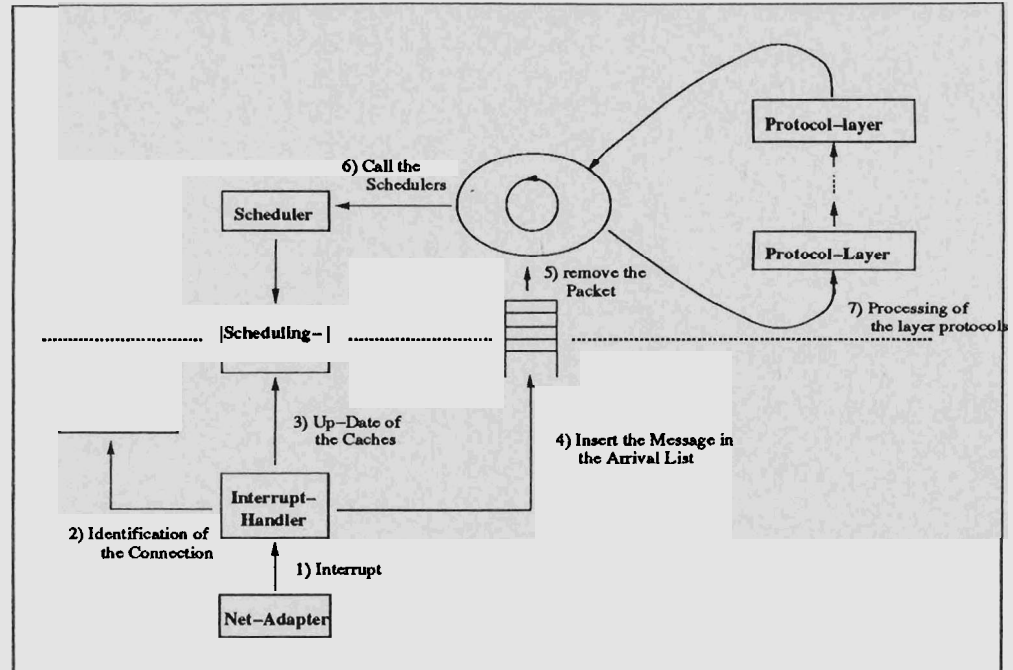 Protocol-layer
6) Call the
Schedulers
Scheduler
Protocol-Layer
5) remove the
Packet
7) Processing of
the layer protocols
Scheduling-
3) Up-Date of
the Caches
4) Insert the Message in
the Arrival List
Interrupt-
Handler
2) Identification of
the Connection
1) Interrupt
Net-Adapter